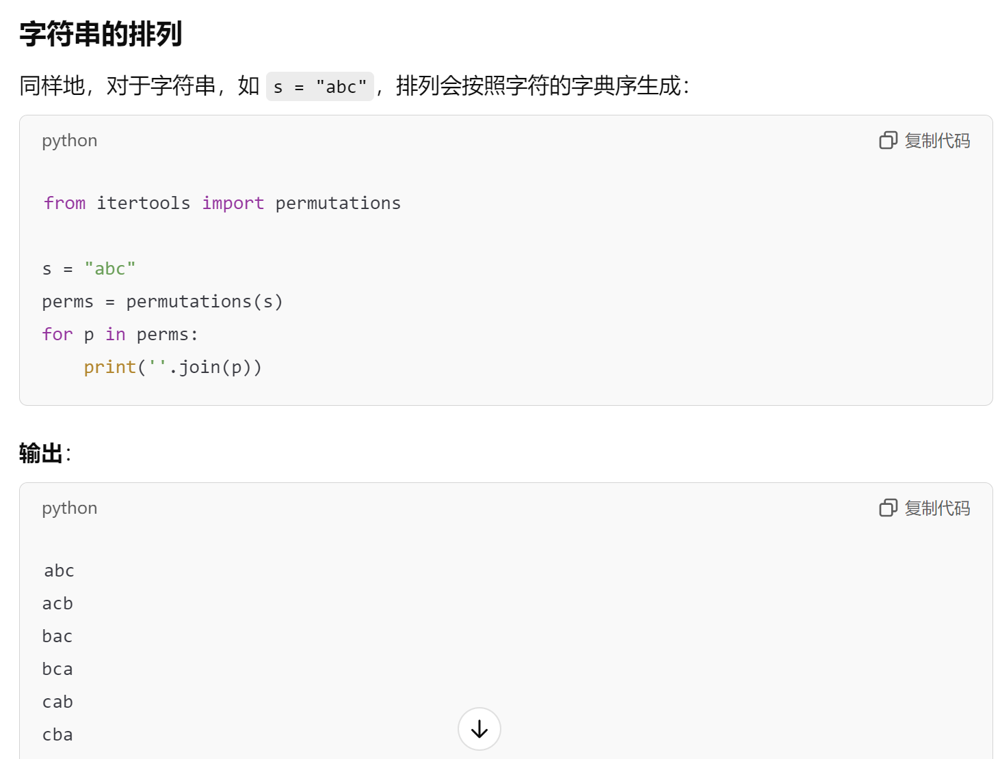 字符串的排列
同样地，对于字符串，如 s = "abc"，排列会按照字符的字典序生成：
python 复制代码
from itertools import permutations
s = "abc"
perms = permutations(s)
for p in perms:
    print(''.join(p))
输出：
python 复制代码
abc
acb
bac
bca
cab
cba